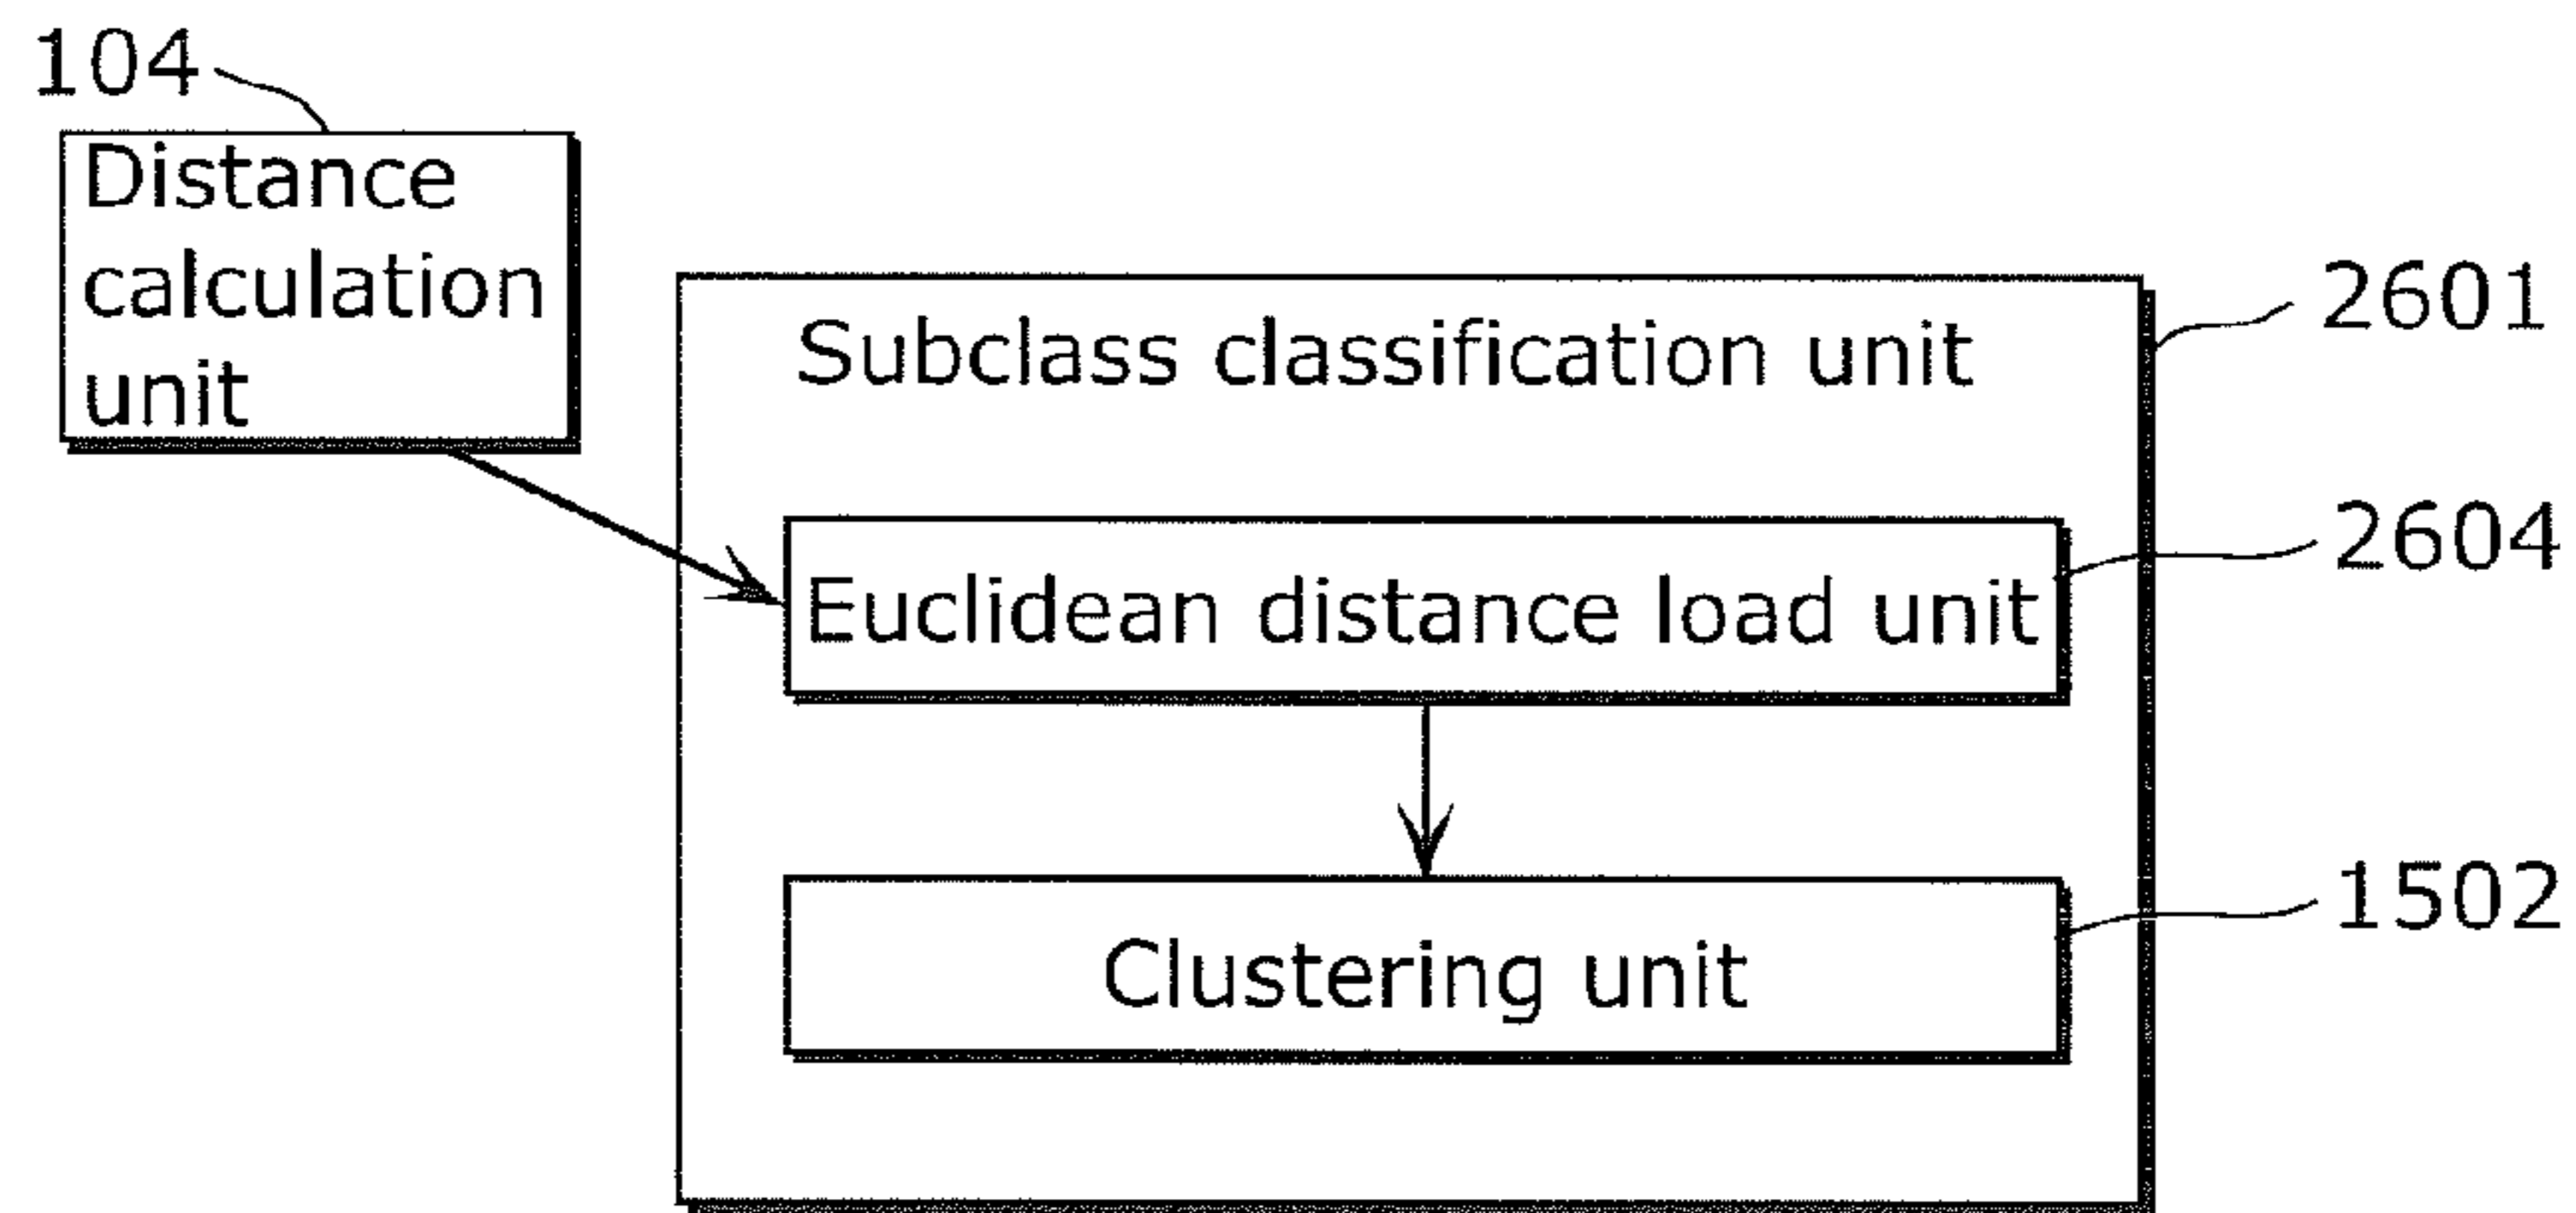 104
Distance
calculation
unit
2601
Subclass classification unit
2604
Euclidean distance load unit
1502
Clustering unit